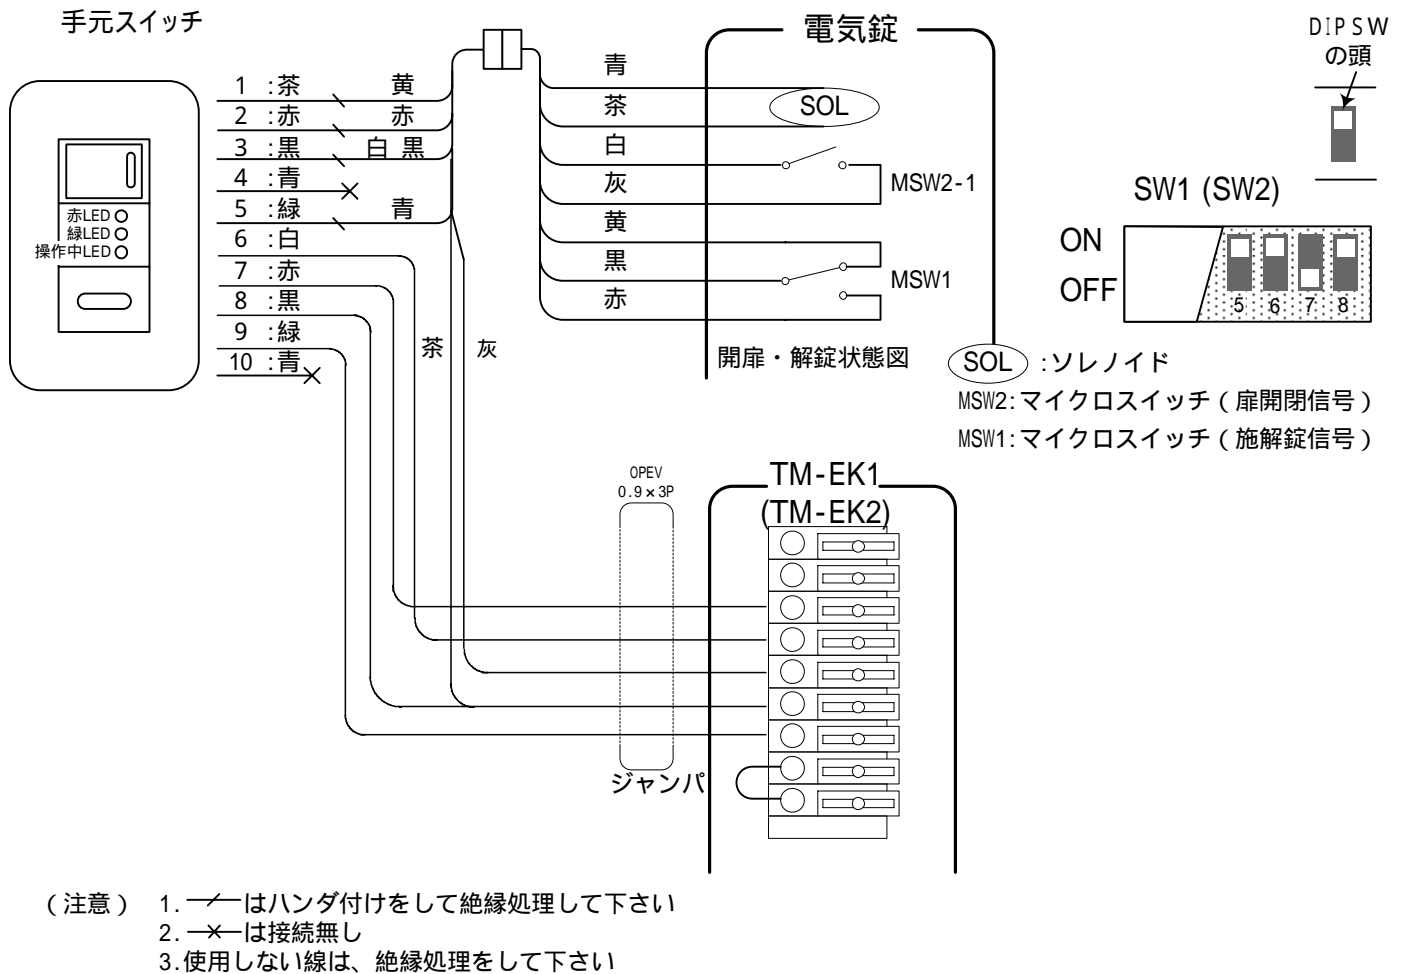 手元スイッチ
電気錠
DIPSW
の頭
1 :茶 黄
2 :赤 赤
3 :黒 白 黒
4 :青
5 :緑 青
6 :白
7 :赤
8 :黒
9 :緑
10 :青
赤LED
緑LED
操作中LED
茶 灰
青
茶
白
灰
黄
黒
赤
SOL
MSW2-1
MSW1
開扉・解錠状態図
SW1 (SW2)
ON
OFF
5 6 7 8
SOL :ソレノイド
MSW2:マイクロスイッチ(扉開閉信号)
MSW1:マイクロスイッチ(施解錠信号)
OPEV
0.9×3P
TM-EK1
(TM-EK2)
ジャンパ
(注意) 1. はハンダ付けをして絶縁処理して下さい
2. は接続無し
3.使用しない線は、絶縁処理をして下さい